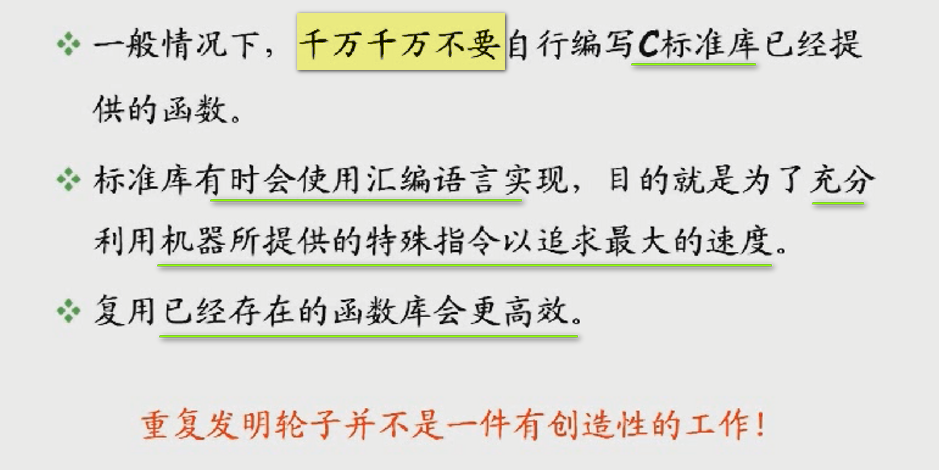 一般情况下，千万千万不要自行编写C标准库已经提
供的函数。
标准库有时会使用汇编语言实现，目的就是为了充分
利用机器所提供的特殊指令以追求最大的速度。
复用已经存在的函数库会更高效。
重复发明轮子并不是一件有创造性的工作！